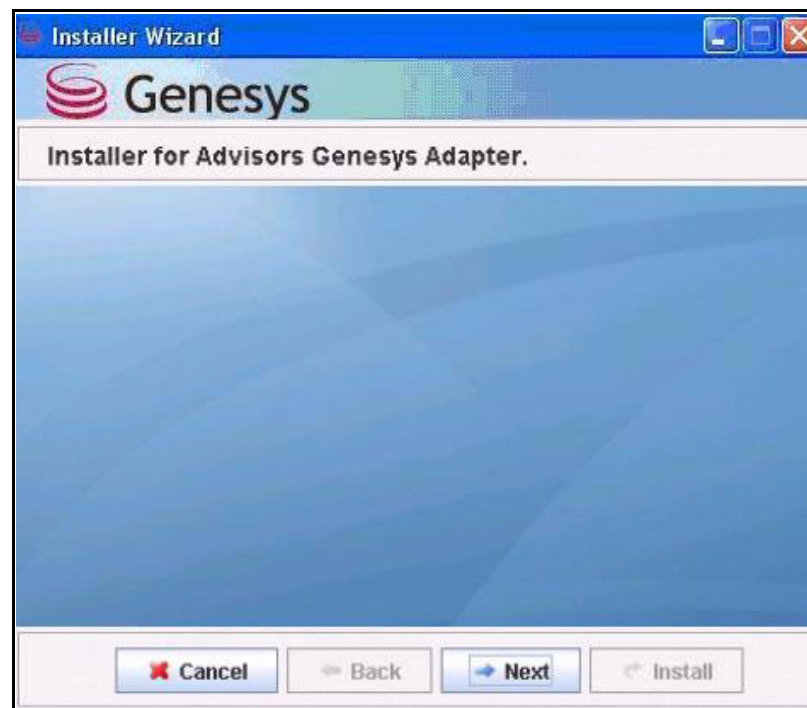 Installer Wizard
Genesys
Installer for Advisors Genesys Adapter.
Cancel
Back
Next
Install